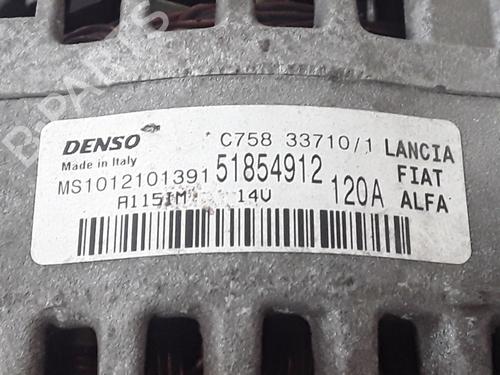 B-PARTS
DENSO C758 33710/1 LANCIA
Made in Italy 51854912 FIAT
MS1012101391 120A ALFA
A115IM 14V